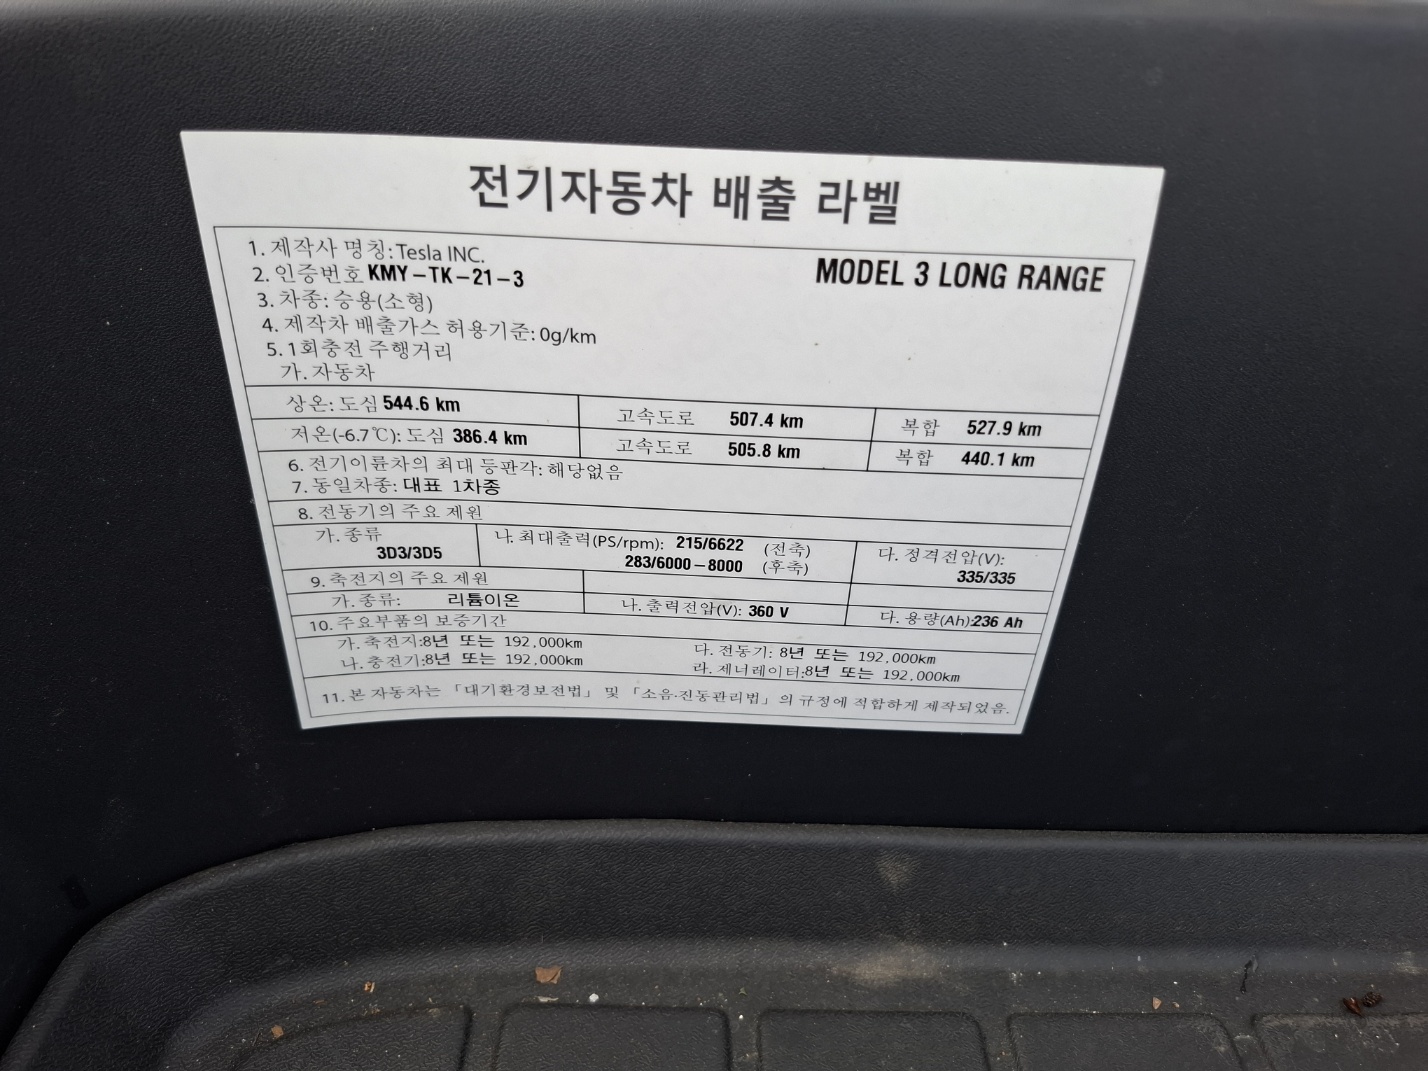 전기자동차 배출 라벨
1. 제작사 명칭: Tesla INC.
2. 인증번호 KMY-TK-21-3
MODEL 3 LONG RANGE
3. 차종: 승용(소형)
4. 제작차 배출가스 허용기준: 0g/km
5. 1회충전 주행거리
가. 자동차
상온: 도심 544.6 km 고속도로 507.4 km 복합 527.9 km
저온(-6.7℃): 도심 386.4 km 고속도로 505.8 km 복합 440.1 km
6. 전기이륜차의 최대 등판각: 해당없음
7. 동일차종: 대표 1차종
8. 전동기의 주요 제원
가. 종류
3D3/3D5
나. 최대출력(PS/rpm): 215/6622 (전축)
283/6000-8000 (후축)
다. 정격전압(V):
335/335
9. 축전지의 주요 제원
가. 종류: 리튬이온 나. 출력전압(V): 360 V 다. 용량(Ah):236 Ah
10. 주요부품의 보증기간
가. 축전지:8년 또는 192,000km 다. 전동기: 8년 또는 192,000km
나. 충전기:8년 또는 192,000km 라. 제너레이터:8년 또는 192,000km
11. 본 자동차는 「대기환경보전법」 및 「소음·진동관리법」의 규정에 적합하게 제작되었음.